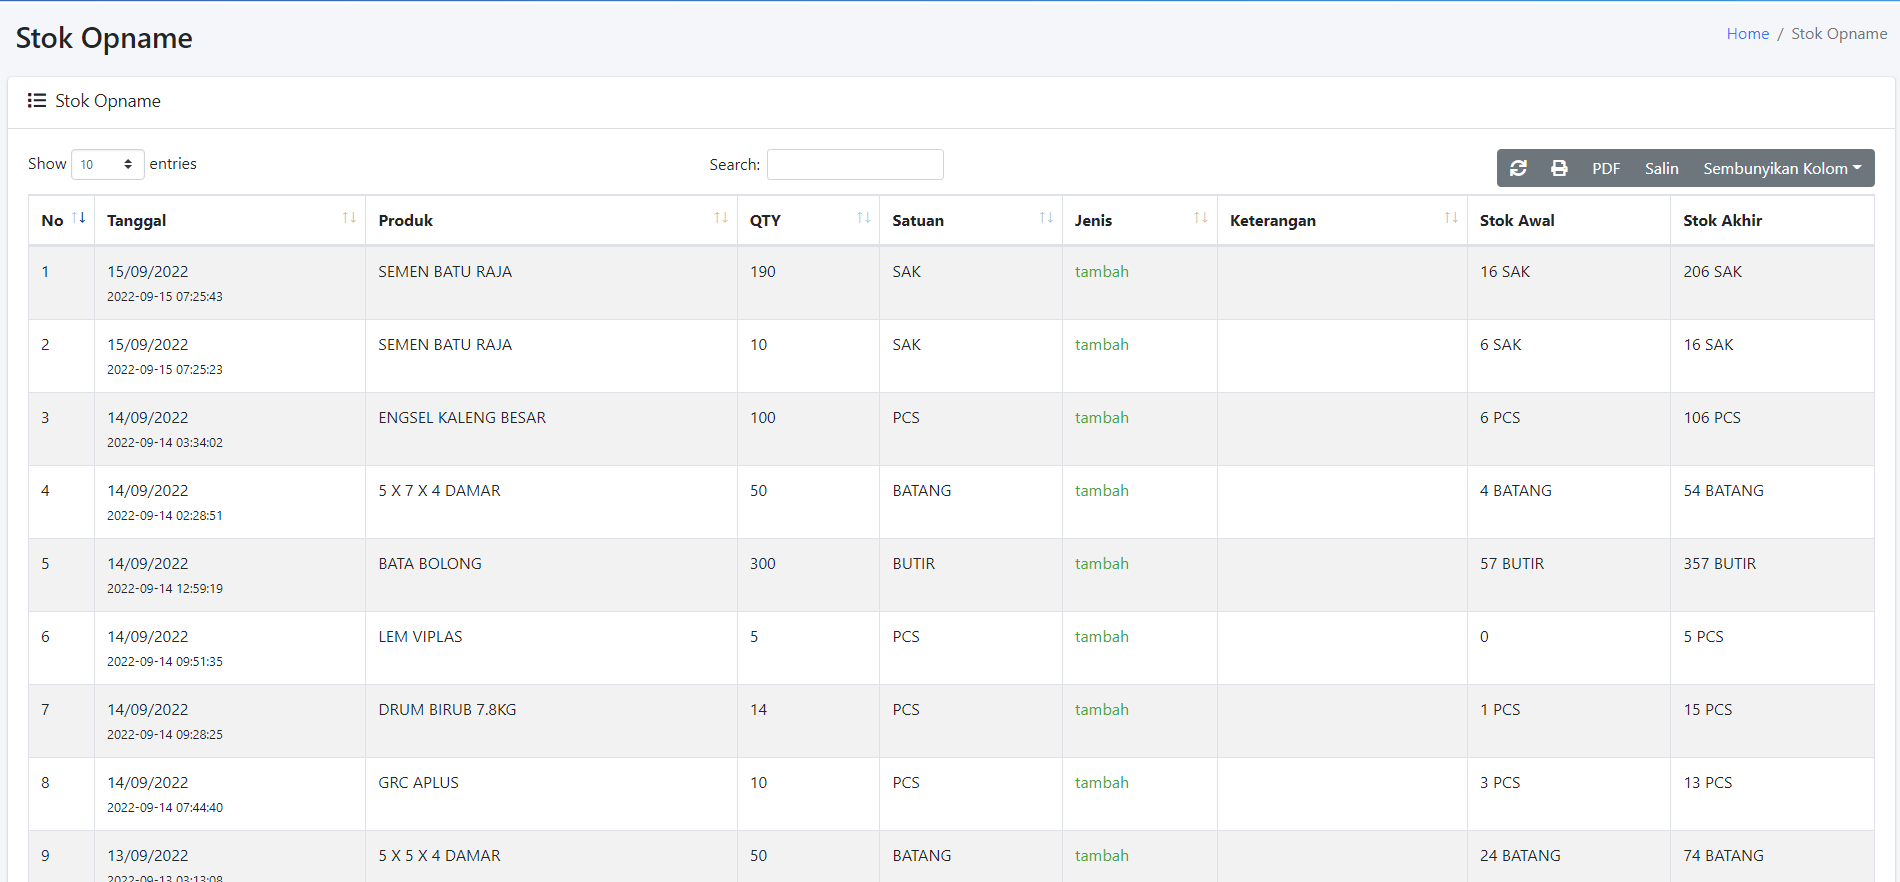 Stok Opname
Home / Stok Opname
Stok Opname
Show 10 entries
Search:
PDF Salin Sembunyikan Kolom
No Tanggal Produk QTY Satuan Jenis Keterangan Stok Awal Stok Akhir
1 15/09/2022 SEMEN BATU RAJA 190 SAK tambah 16 SAK 206 SAK
2022-09-15 07:25:43
2 15/09/2022 SEMEN BATU RAJA 10 SAK tambah 6 SAK 16 SAK
2022-09-15 07:25:23
3 14/09/2022 ENGSEL KALENG BESAR 100 PCS tambah 6 PCS 106 PCS
2022-09-14 03:34:02
4 14/09/2022 5 X 7 X 4 DAMAR 50 BATANG tambah 4 BATANG 54 BATANG
2022-09-14 02:28:51
5 14/09/2022 BATA BOLONG 300 BUTIR tambah 57 BUTIR 357 BUTIR
2022-09-14 12:59:19
6 14/09/2022 LEM VIPLAS 5 PCS tambah 0 5 PCS
2022-09-14 09:51:35
7 14/09/2022 DRUM BIRUB 7.8KG 14 PCS tambah 1 PCS 15 PCS
2022-09-14 09:28:25
8 14/09/2022 GRC APLUS 10 PCS tambah 3 PCS 13 PCS
2022-09-14 07:44:40
9 13/09/2022 5 X 5 X 4 DAMAR 50 BATANG tambah 24 BATANG 74 BATANG
2022-09-13 03:13:08